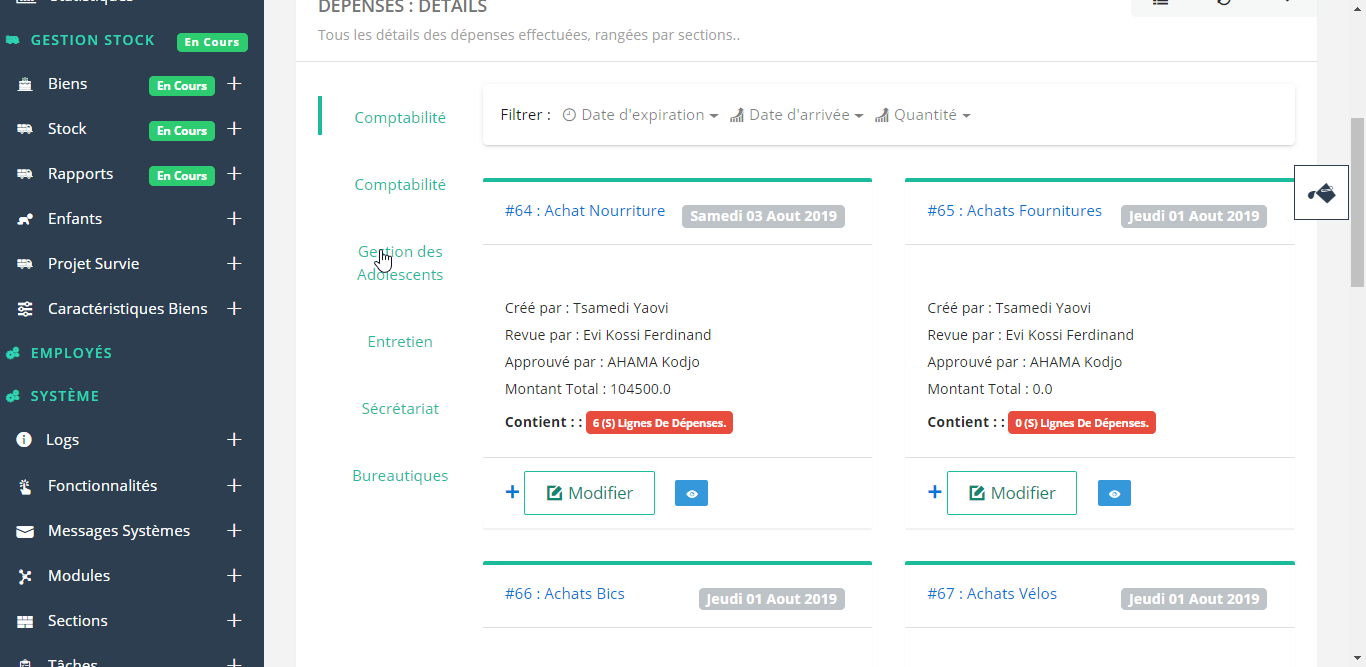 Statistiques
GESTION STOCK En Cours
Biens En Cours
Stock En Cours
Rapports En Cours
Enfants
Projet Survie
Caractéristiques Biens
EMPLOYÉS
SYSTÈME
Logs
Fonctionnalités
Messages Systèmes
Modules
Sections
Tâches
DÉPENSES : DÉTAILS
Tous les détails des dépenses effectuées, rangées par sections..
Comptabilité
Comptabilité
Gestion des
Adolescents
Entretien
Sécrétariat
Bureautiques
Filtrer : Date d'expiration Date d'arrivée Quantité
#64 : Achat Nourriture Samedi 03 Aout 2019
Créé par : Tsamedi Yaovi
Revue par : Evi Kossi Ferdinand
Approuvé par : AHAMA Kodjo
Montant Total : 104500.0
Contient : : 6 (S) Lignes De Dépenses.
+ Modifier
#65 : Achats Fournitures Jeudi 01 Aout 2019
Créé par : Tsamedi Yaovi
Revue par : Evi Kossi Ferdinand
Approuvé par : AHAMA Kodjo
Montant Total : 0.0
Contient : : 0 (S) Lignes De Dépenses.
+ Modifier
#66 : Achats Bics Jeudi 01 Aout 2019
#67 : Achats Vélos Jeudi 01 Aout 2019